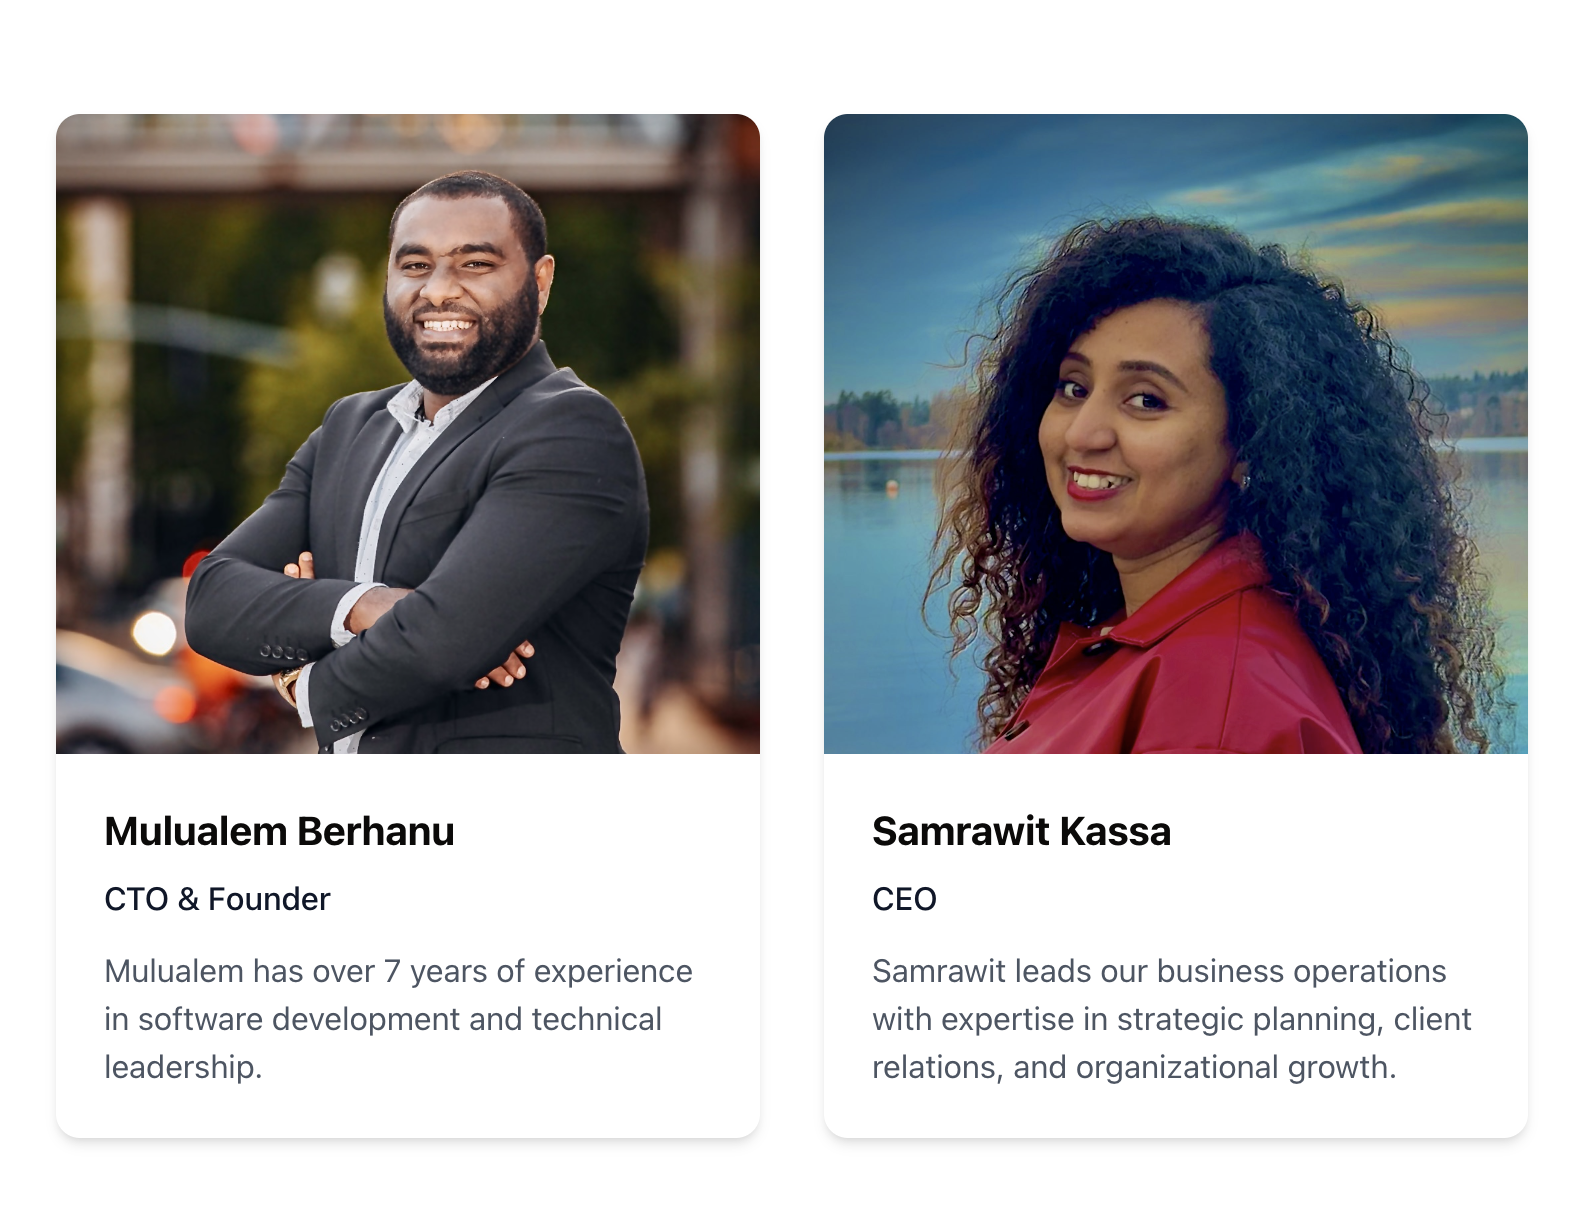 Mulualem Berhanu
CTO & Founder
Mulualem has over 7 years of experience
in software development and technical
leadership.
Samrawit Kassa
CEO
Samrawit leads our business operations
with expertise in strategic planning, client
relations, and organizational growth.